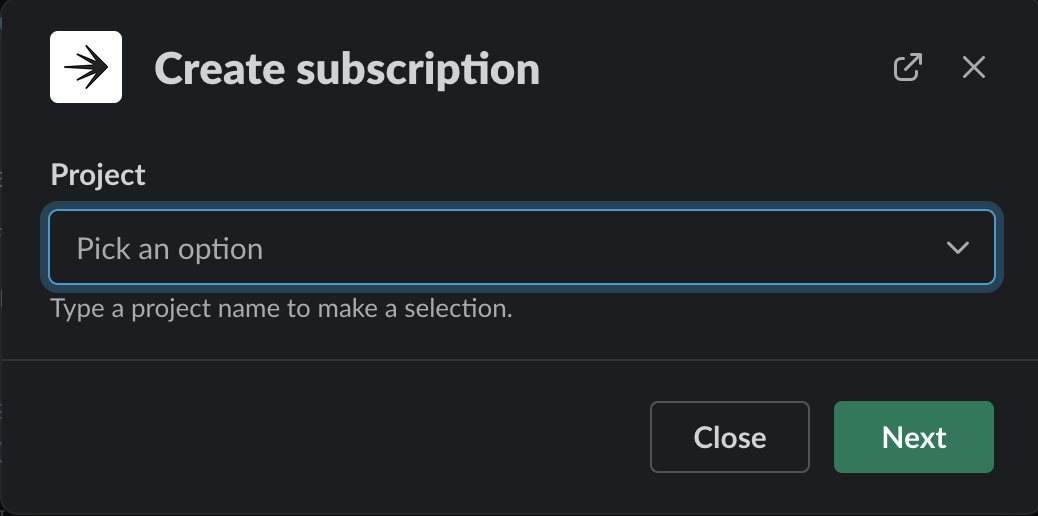 Create subscription
Project
Pick an option
Type a project name to make a selection.
Close
Next